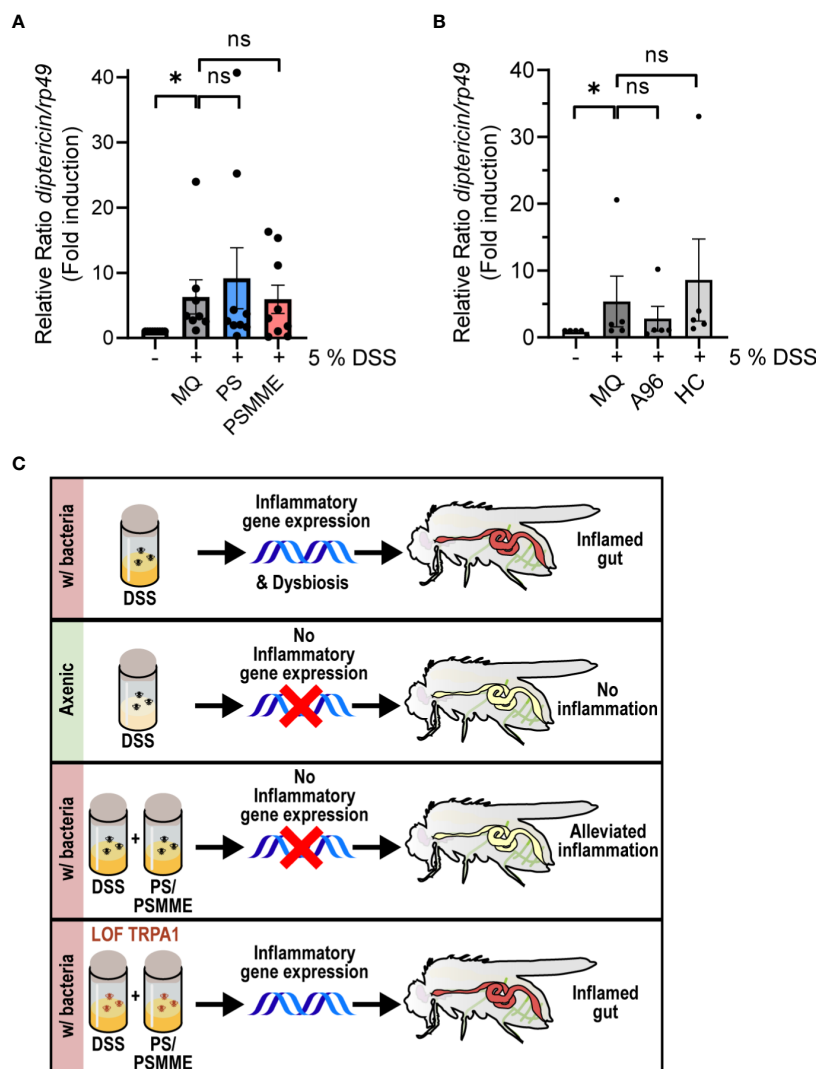 A
Relative Ratio diptericin/rp49
(Fold induction)
40
30
20
10
0
*
ns
ns
- + + + 5 % DSS
MQ
PS
PSMME
B
Relative Ratio diptericin/rp49
(Fold induction)
40
30
20
10
0
*
ns
ns
- + + + 5 % DSS
MQ
A96
HC
C
w/ bacteria
DSS
Inflammatory
gene expression
& Dysbiosis
Inflamed
gut
Axenic
DSS
No
Inflammatory
gene expression
No
inflammation
w/ bacteria
+
DSS
PS/
PSMME
No
Inflammatory
gene expression
Alleviated
inflammation
w/ bacteria
LOF TRPA1
+
DSS
PS/
PSMME
Inflammatory
gene expression
Inflamed
gut